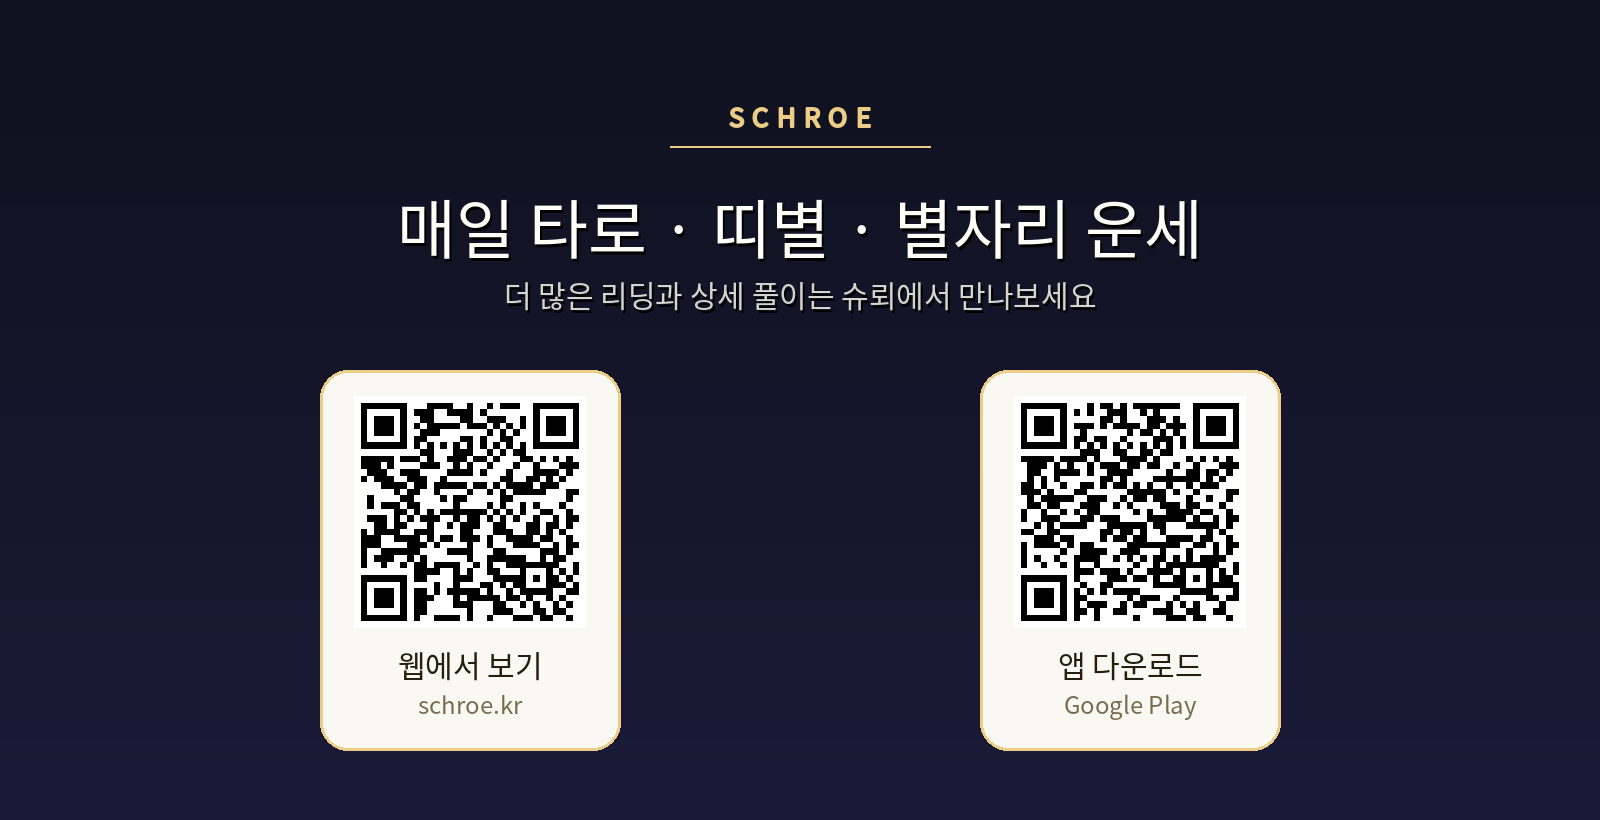 SCHROE
매일 타로 · 띠별 · 별자리 운세
더 많은 리딩과 상세 풀이는 슈뢰에서 만나보세요
웹에서 보기
schroe.kr
앱 다운로드
Google Play